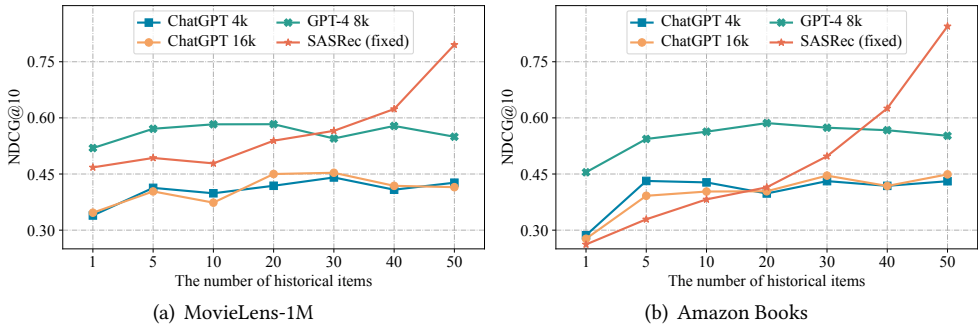 ChatGPT 4k GPT-4 8k
ChatGPT 16k SASRec (fixed)
NDCG@10
0.75
0.60
0.45
0.30
1 5 10 20 30 40 50
The number of historical items
(a) MovieLens-1M
ChatGPT 4k GPT-4 8k
ChatGPT 16k SASRec (fixed)
NDCG@10
0.75
0.60
0.45
0.30
1 5 10 20 30 40 50
The number of historical items
(b) Amazon Books